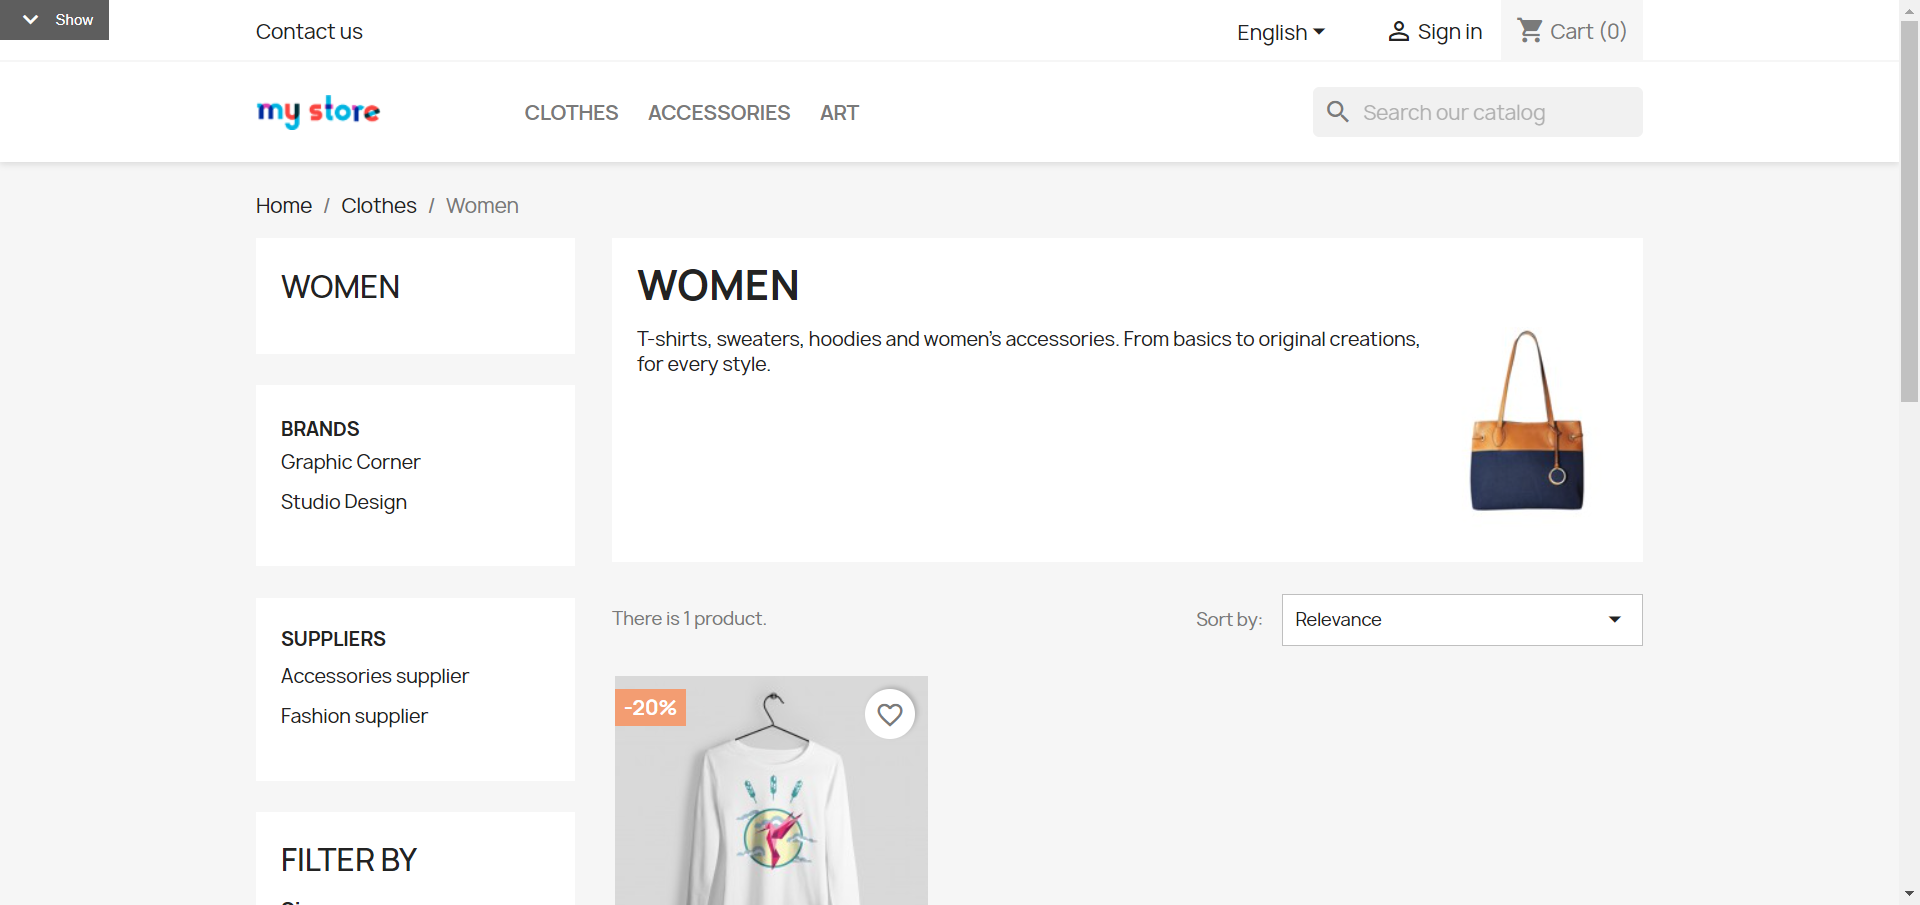 Show
Contact us
English
Sign in
Cart (0)
my store
CLOTHES
ACCESSORIES
ART
Search our catalog
Home / Clothes / Women
WOMEN
BRANDS
Graphic Corner
Studio Design
SUPPLIERS
Accessories supplier
Fashion supplier
FILTER BY
WOMEN
T-shirts, sweaters, hoodies and women's accessories. From basics to original creations,
for every style.
There is 1 product.
Sort by:
Relevance
-20%